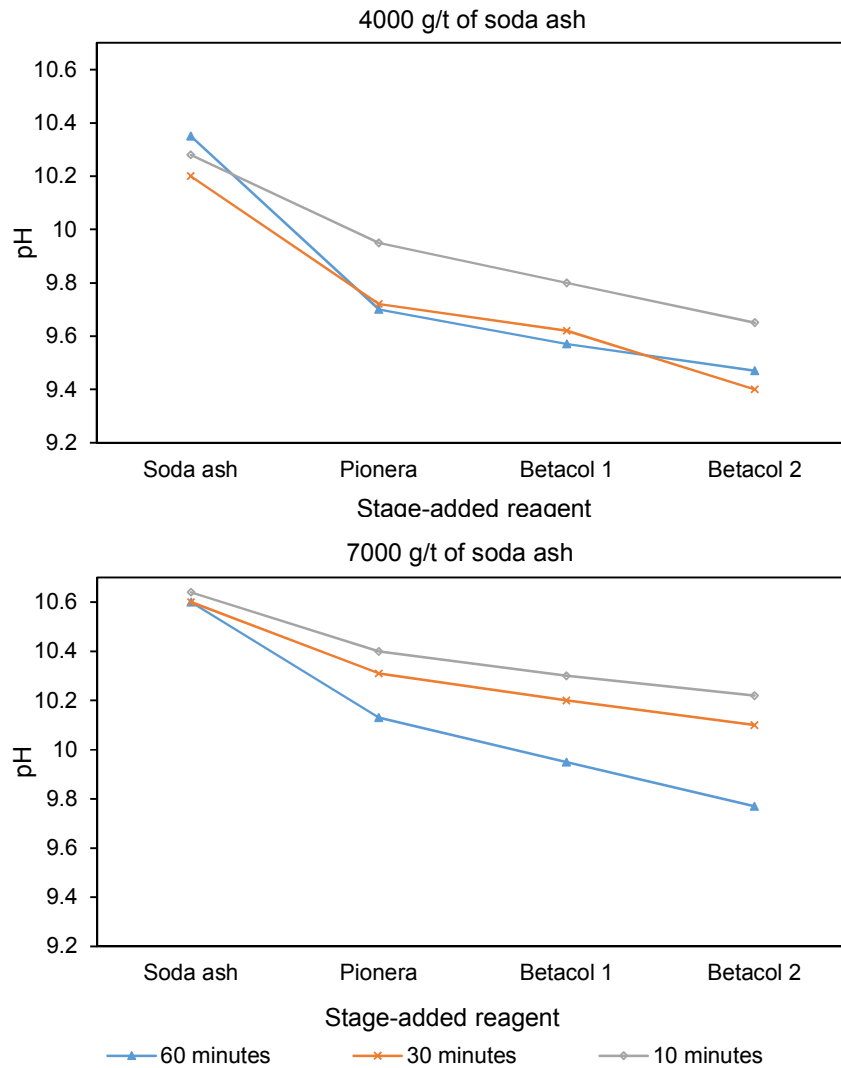 4000 g/t of soda ash
10.6
10.4
10.2
10
9.8
9.6
9.4
9.2
pH
Soda ash Pionera Betacol 1 Betacol 2
Stage-added reagent
7000 g/t of soda ash
10.6
10.4
10.2
10
9.8
9.6
9.4
9.2
pH
Soda ash Pionera Betacol 1 Betacol 2
Stage-added reagent
60 minutes 30 minutes 10 minutes